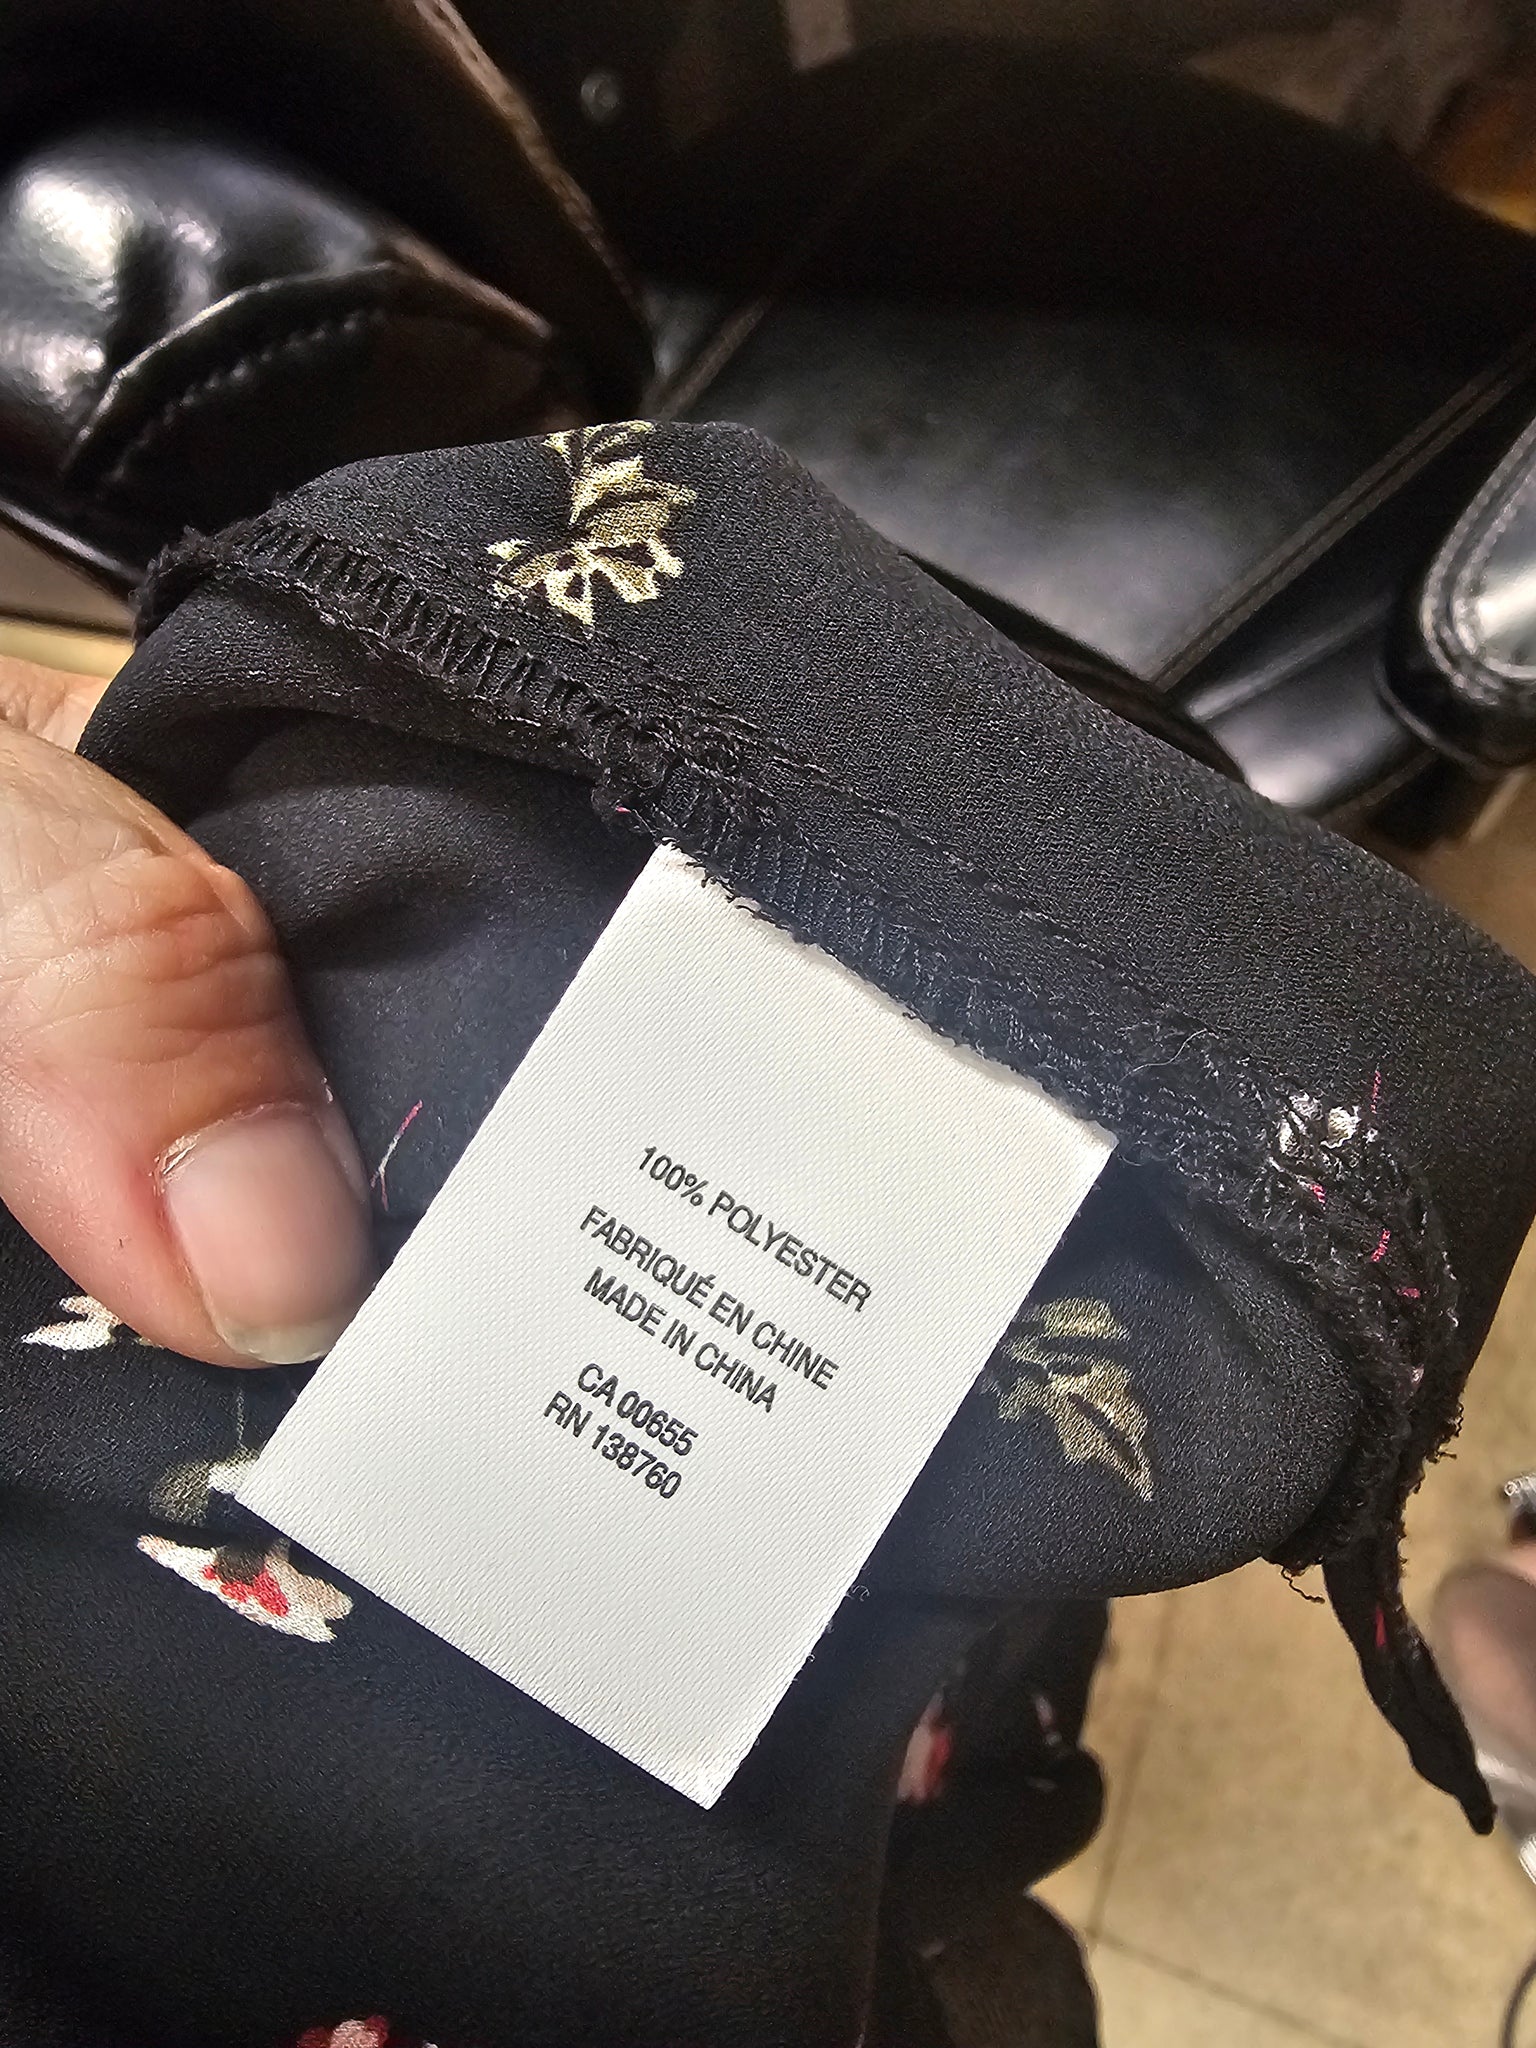 100% POLYESTER
FABRIQUÉ EN CHINE
MADE IN CHINA
CA 00655
RN 138760